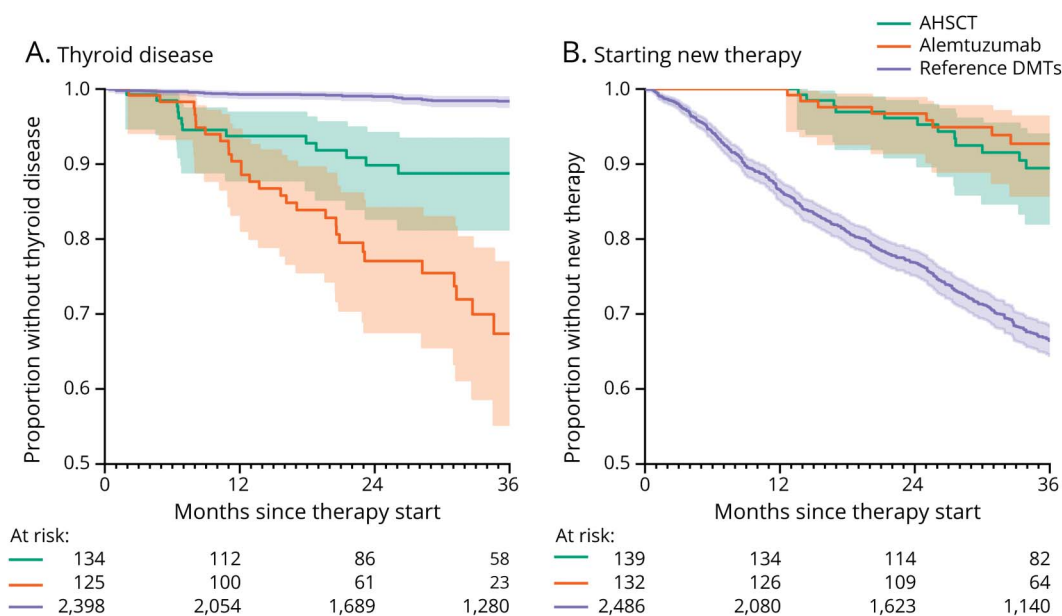 AHSCT
Alemtuzumab
Reference DMTs
A. Thyroid disease
Proportion without thyroid disease
1.0
0.9
0.8
0.7
0.6
0.5
0 12 24 36
Months since therapy start
At risk:
134 112 86 58
125 100 61 23
2,398 2,054 1,689 1,280
B. Starting new therapy
Proportion without new therapy
1.0
0.9
0.8
0.7
0.6
0.5
0 12 24 36
Months since therapy start
At risk:
139 134 114 82
132 126 109 64
2,486 2,080 1,623 1,140